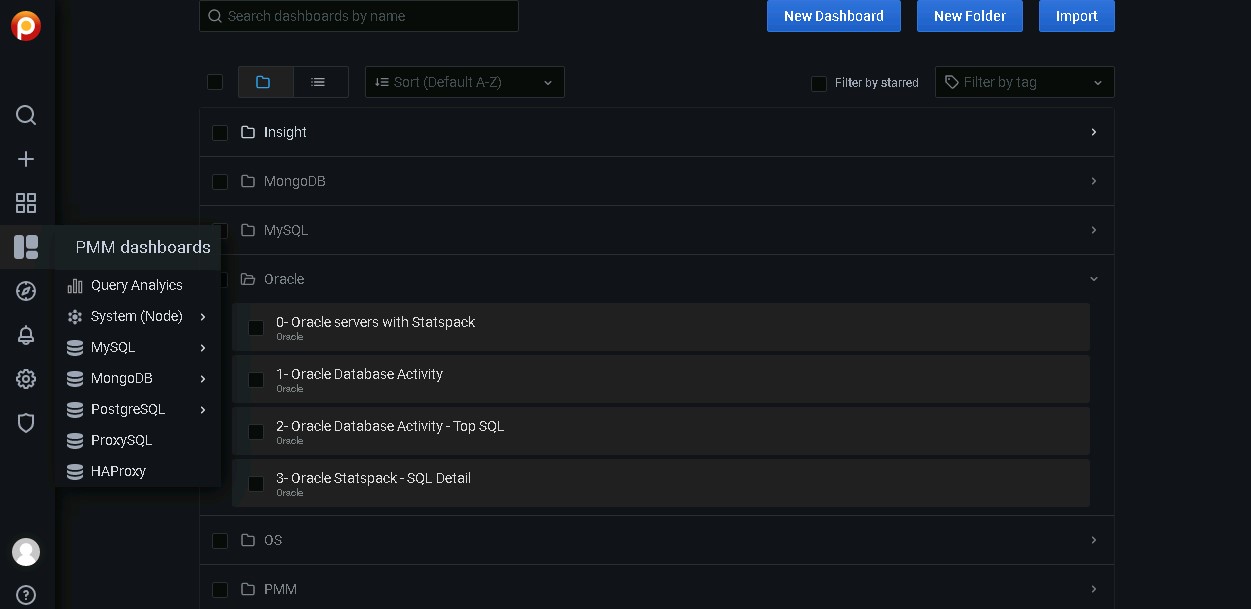 Search dashboards by name
New Dashboard
New Folder
Import
Sort (Default A-Z)
Filter by starred
Filter by tag
Insight
MongoDB
MySQL
Oracle
0- Oracle servers with Statspack
Oracle
1- Oracle Database Activity
Oracle
2- Oracle Database Activity - Top SQL
Oracle
3- Oracle Statspack - SQL Detail
Oracle
OS
PMM
PMM dashboards
Query Analyics
System (Node)
MySQL
MongoDB
PostgreSQL
ProxySQL
HAProxy